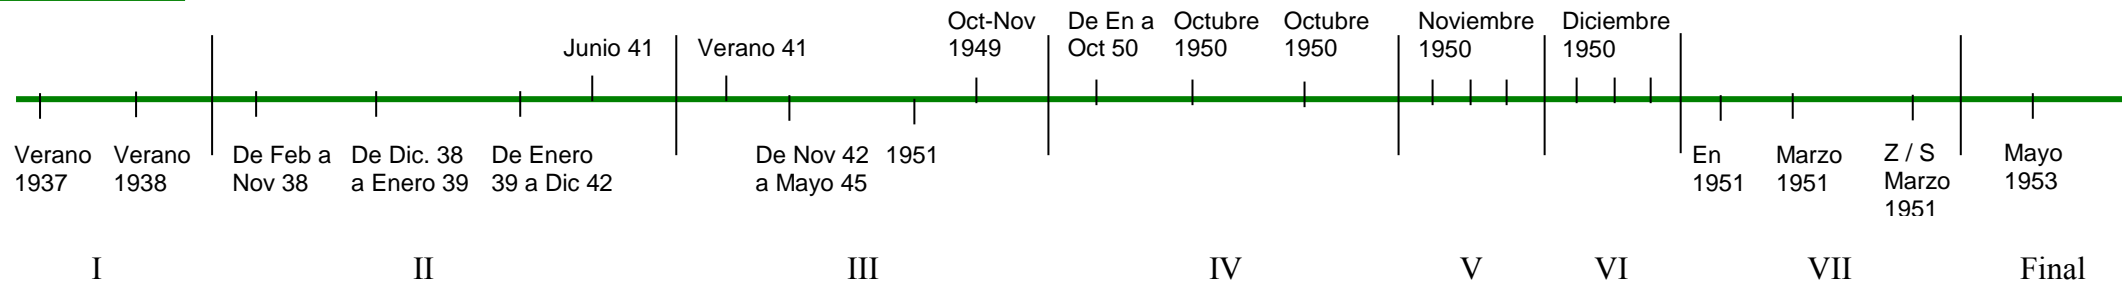 Oct-Nov
1949
De En a
Oct 50
Octubre
1950
Octubre
1950
Noviembre
1950
Diciembre
1950
Junio 41
Verano 41
Verano
1937
Verano
1938
De Feb a
Nov 38
De Dic. 38
a Enero 39
De Enero
39 a Dic 42
De Nov 42
a Mayo 45
1951
En
1951
Marzo
1951
Z / S
Marzo
1951
Mayo
1953
I
II
III
IV
V
VI
VII
Final